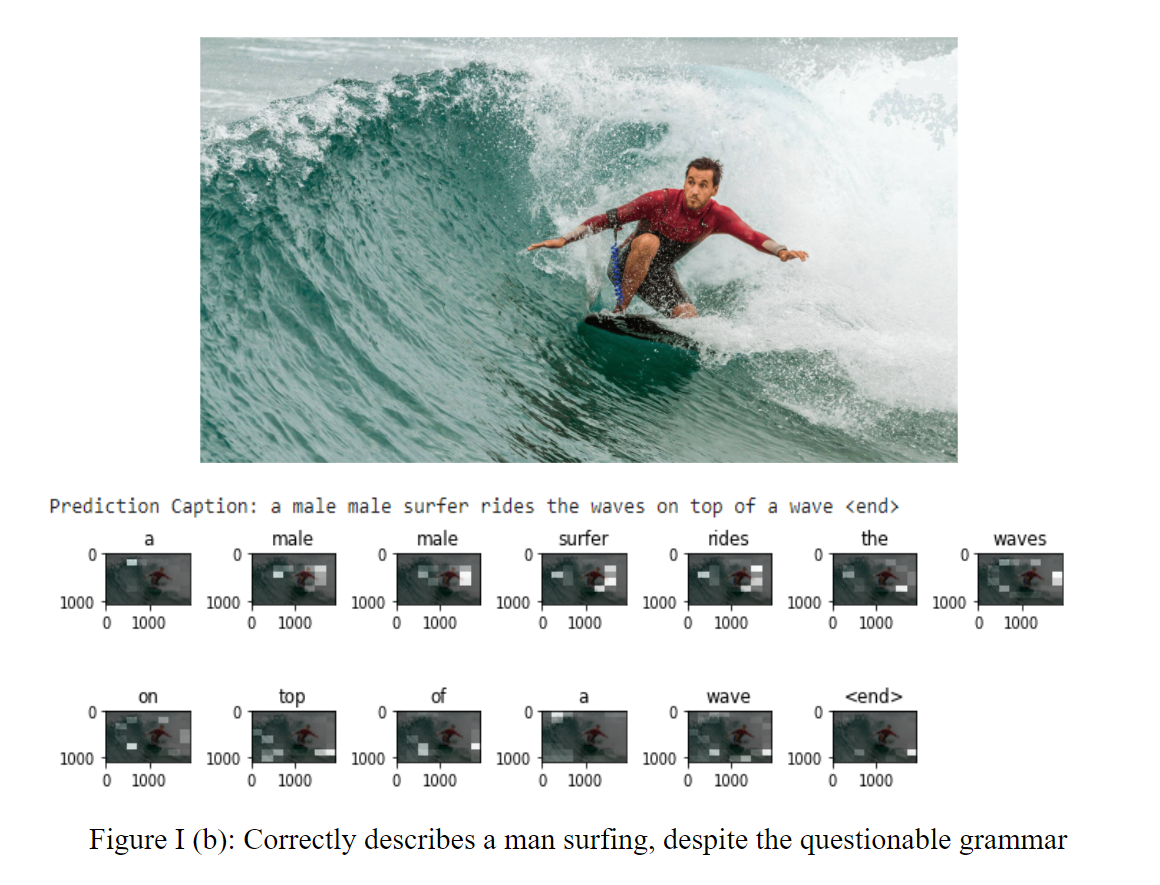 Prediction Caption: a male male surfer rides the waves on top of a wave <end>
a male male surfer rides the waves
0 0 0 0 0 0 0
1000 1000 1000 1000 1000 1000 1000
0 1000 0 1000 0 1000 0 1000 0 1000 0 1000 0 1000
on top of a wave <end>
0 0 0 0 0 0
1000 1000 1000 1000 1000 1000
0 1000 0 1000 0 1000 0 1000 0 1000 0 1000
Figure I (b): Correctly describes a man surfing, despite the questionable grammar